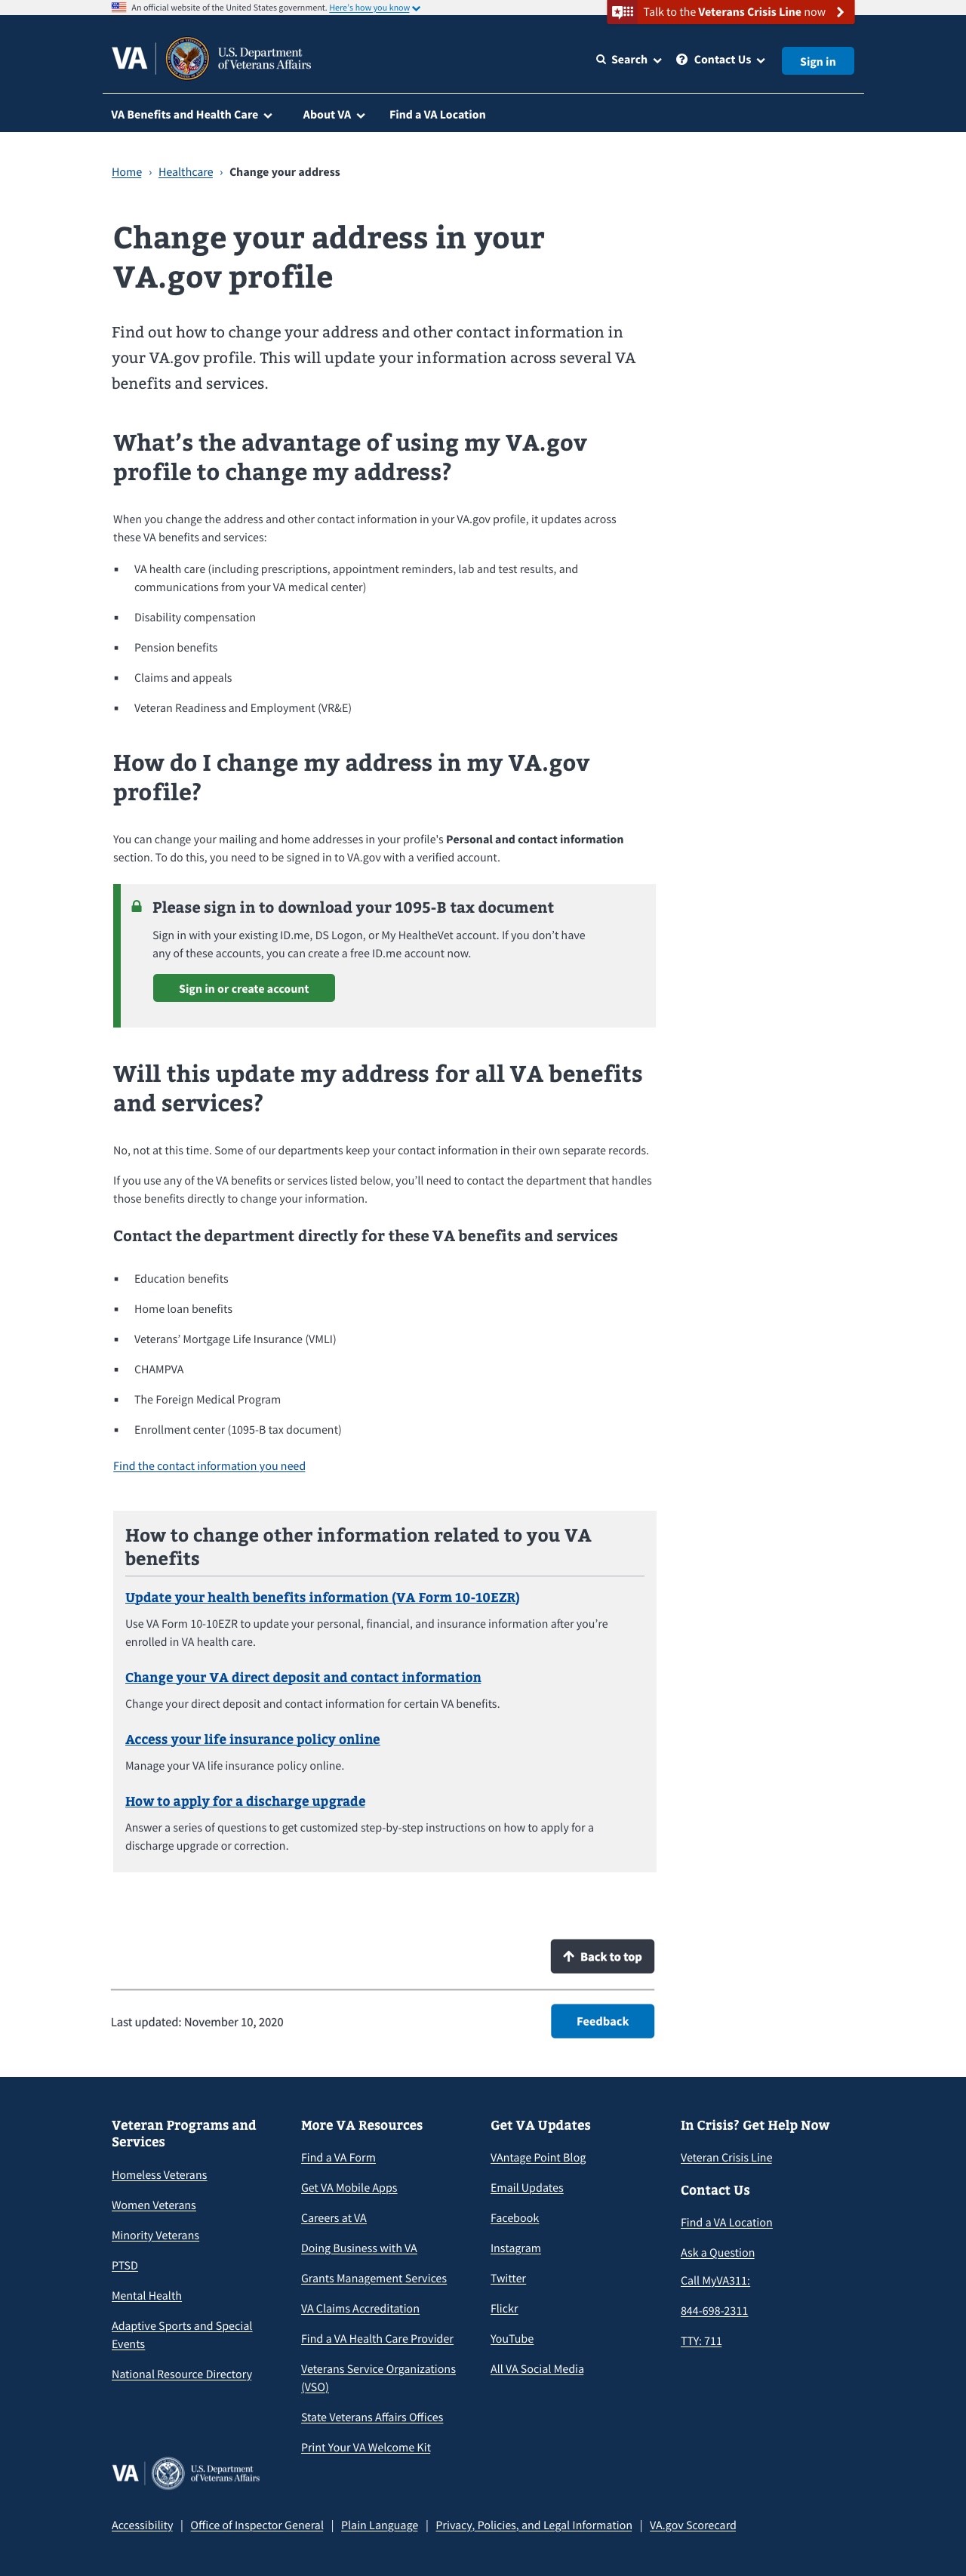 An official website of the United States government. Here's how you know
Talk to the Veterans Crisis Line now
VA
U.S. Department
of Veterans Affairs
Search
Contact Us
Sign in
VA Benefits and Health Care
About VA
Find a VA Location
Home › Healthcare › Change your address
Change your address in your
VA.gov profile
Find out how to change your address and other contact information in
your VA.gov profile. This will update your information across several VA
benefits and services.
What’s the advantage of using my VA.gov
profile to change my address?
When you change the address and other contact information in your VA.gov profile, it updates across
these VA benefits and services:
VA health care (including prescriptions, appointment reminders, lab and test results, and
communications from your VA medical center)
Disability compensation
Pension benefits
Claims and appeals
Veteran Readiness and Employment (VR&E)
How do I change my address in my VA.gov
profile?
You can change your mailing and home addresses in your profile's Personal and contact information
section. To do this, you need to be signed in to VA.gov with a verified account.
Please sign in to download your 1095-B tax document
Sign in with your existing ID.me, DS Logon, or My HealtheVet account. If you don’t have
any of these accounts, you can create a free ID.me account now.
Sign in or create account
Will this update my address for all VA benefits
and services?
No, not at this time. Some of our departments keep your contact information in their own separate records.
If you use any of the VA benefits or services listed below, you’ll need to contact the department that handles
those benefits directly to change your information.
Contact the department directly for these VA benefits and services
Education benefits
Home loan benefits
Veterans’ Mortgage Life Insurance (VMLI)
CHAMPVA
The Foreign Medical Program
Enrollment center (1095-B tax document)
Find the contact information you need
How to change other information related to you VA
benefits
Update your health benefits information (VA Form 10-10EZR)
Use VA Form 10-10EZR to update your personal, financial, and insurance information after you’re
enrolled in VA health care.
Change your VA direct deposit and contact information
Change your direct deposit and contact information for certain VA benefits.
Access your life insurance policy online
Manage your VA life insurance policy online.
How to apply for a discharge upgrade
Answer a series of questions to get customized step-by-step instructions on how to apply for a
discharge upgrade or correction.
Back to top
Last updated: November 10, 2020
Feedback
Veteran Programs and
Services
Homeless Veterans
Women Veterans
Minority Veterans
PTSD
Mental Health
Adaptive Sports and Special
Events
National Resource Directory
More VA Resources
Find a VA Form
Get VA Mobile Apps
Careers at VA
Doing Business with VA
Grants Management Services
VA Claims Accreditation
Find a VA Health Care Provider
Veterans Service Organizations
(VSO)
State Veterans Affairs Offices
Print Your VA Welcome Kit
Get VA Updates
VAntage Point Blog
Email Updates
Facebook
Instagram
Twitter
Flickr
YouTube
All VA Social Media
In Crisis? Get Help Now
Veteran Crisis Line
Contact Us
Find a VA Location
Ask a Question
Call MyVA311:
844-698-2311
TTY: 711
VA
U.S. Department
of Veterans Affairs
Accessibility | Office of Inspector General | Plain Language | Privacy, Policies, and Legal Information | VA.gov Scorecard